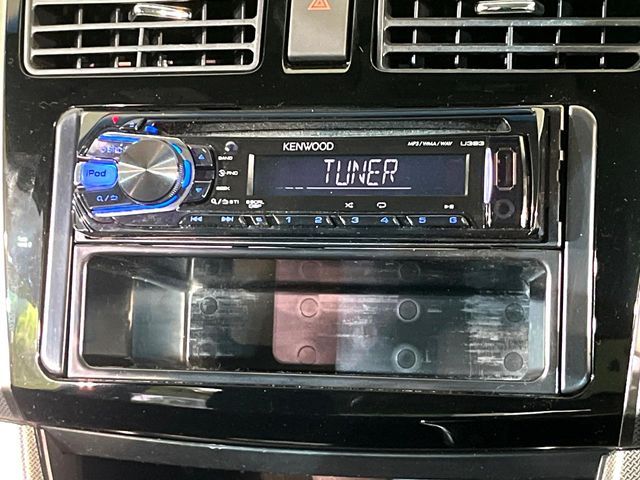 KENWOOD
MP3/WMA/WAV U383
TUNER
BAND
iPod
SEEK
1 2 3 4 5 6